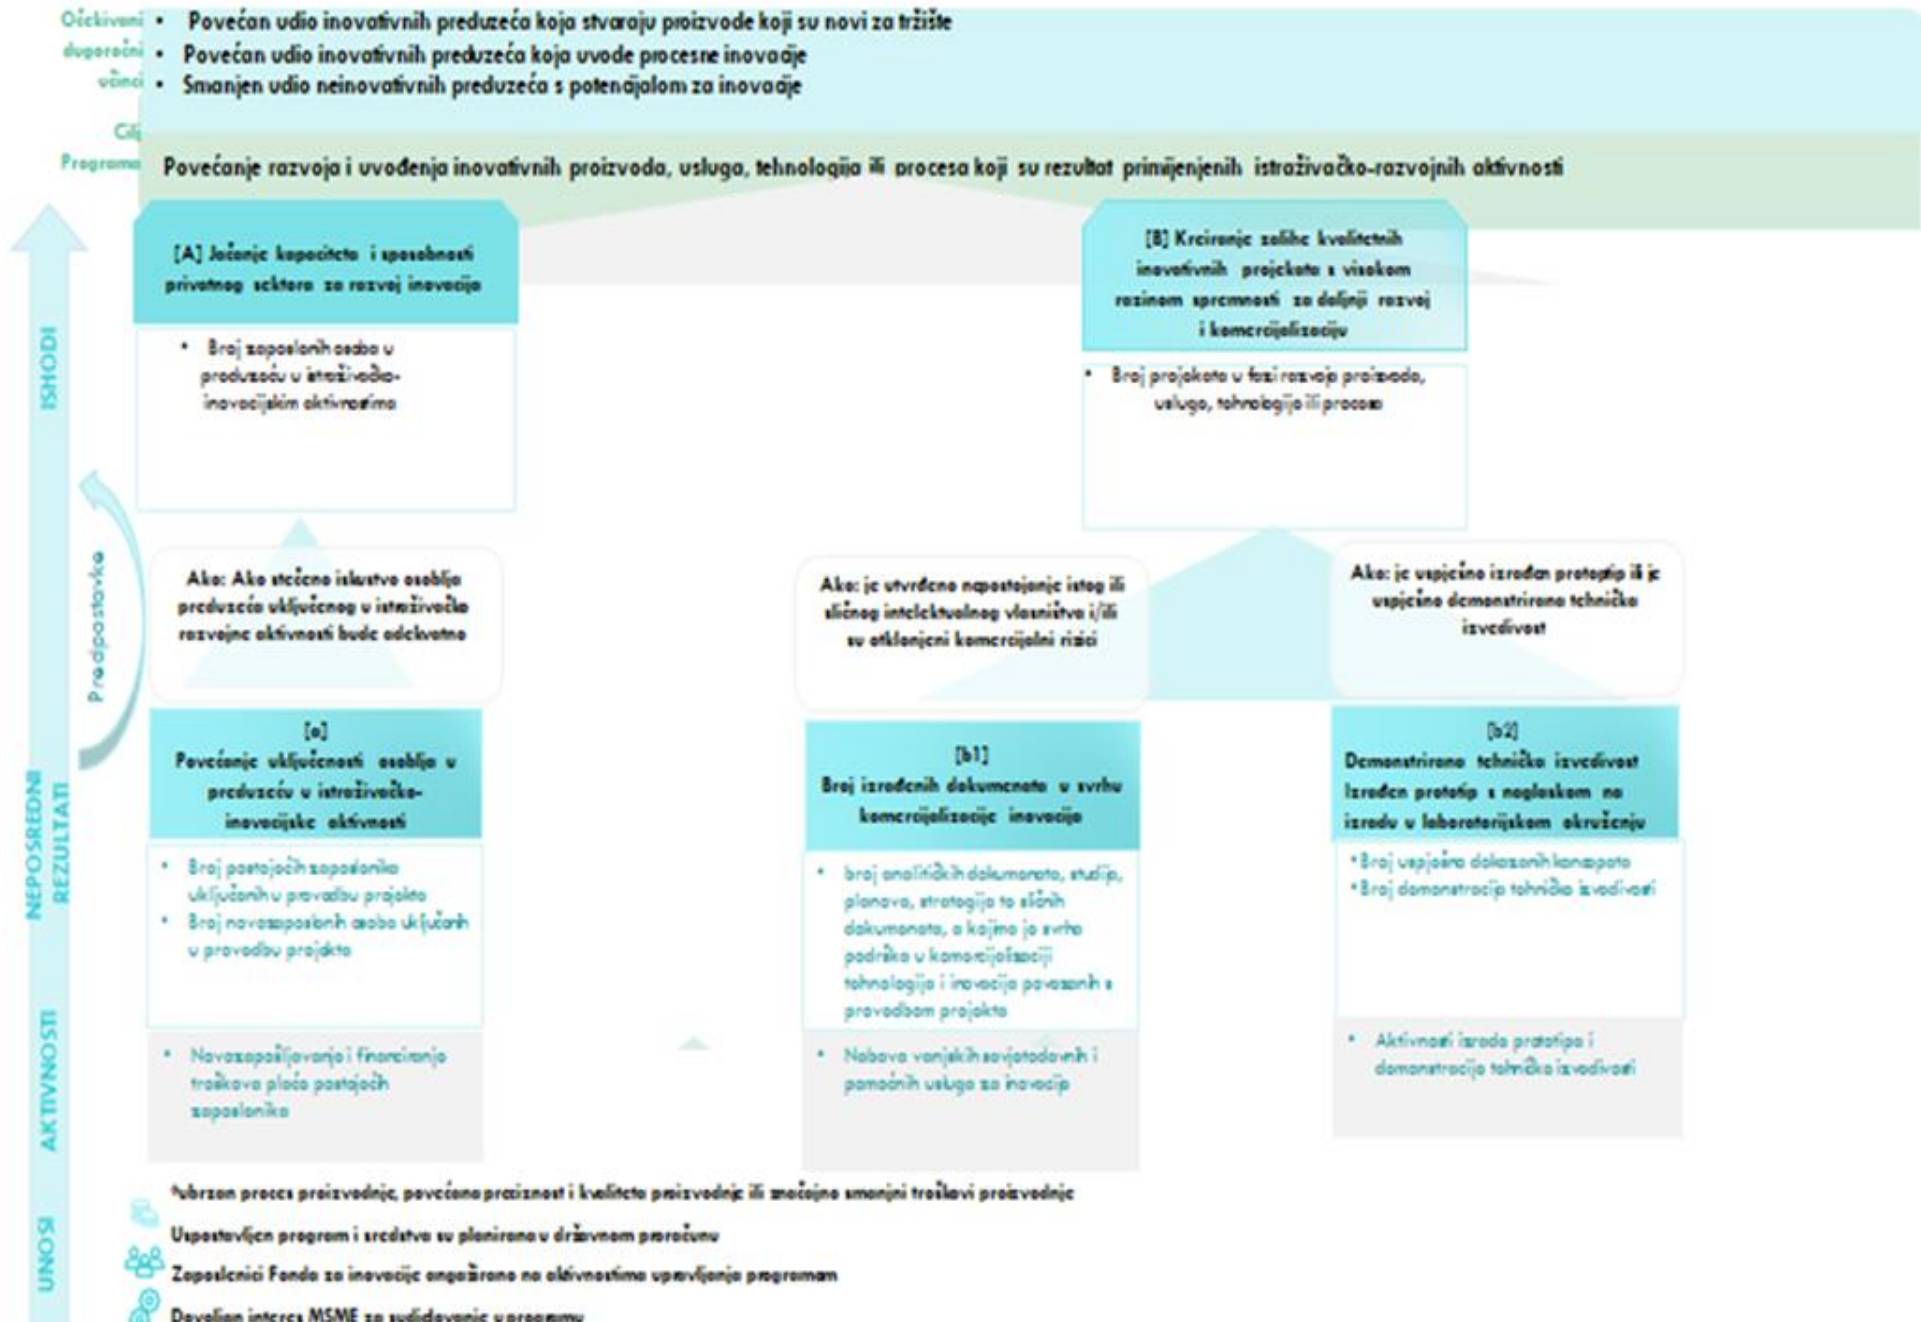 Očekivani
dugoročni
učinci
• Povećan udio inovativnih preduzeća koja stvaraju proizvode koji su novi za tržište
• Povećan udio inovativnih preduzeća koja uvode procesne inovacije
• Smanjen udio neinovativnih preduzeća s potencijalom za inovacije
Cilj
Programa
Povećanje razvoja i uvođenja inovativnih proizvoda, usluga, tehnologija ili procesa koji su rezultat primijenjenih istraživačko-razvojnih aktivnosti
ISHODI
[A] Jačanje kapaciteta i sposobnosti
privatnog sektora za razvoj inovacija
• Broj zaposlenih osoba u
preduzeću u istraživačko-
inovacijskim aktivnostima
[B] Kreiranje zalihe kvalitetnih
inovativnih projekata s visokom
razinom spremnosti za daljnji razvoj
i komercijalizaciju
• Broj projekata u fazi razvoja proizvoda,
usluga, tehnologija ili procesa
Predpostavke
Ako: Ako stečeno iskustvo osoblja
preduzeća uključenog u istraživačko
razvojne aktivnosti bude adekvatno
Ako: je utvrđeno nepostojanje istog ili
sličnog intelektualnog vlasništva i/ili
su otklonjeni komercijalni rizici
Ako: je uspješno izrađen prototip ili je
uspješno demonstrirana tehnička
izvedivost
NEPOSREDNI
REZULTATI
[a]
Povećanje uključenosti osoblja u
preduzeću u istraživačko-
inovacijske aktivnosti
• Broj postojećih zaposlenika
uključenih u provedbu projekta
• Broj novozaposlenih osoba uključenih
u provedbu projekta
[b1]
Broj izrađenih dokumenata u svrhu
komercijalizacije inovacija
• broj analitičkih dokumenata, studija,
planova, strategija te sličnih
dokumenata, a kojima je svrha
podrška u komercijalizaciji
tehnologija i inovacija povezanih s
provedbom projekta
[b2]
Demonstrirana tehnička izvedivost
Izrađen prototip s naglaskom na
izradu u laboratorijskom okruženju
• Broj uspješno dokazanih koncepata
• Broj demonstracija tehničke izvedivosti
AKTIVNOSTI
• Novozapošljavanje i financiranje
troškova plaća postojećih
zaposlenika
• Nabava vanjskih savjetodavnih i
pomoćnih usluga za inovacije
• Aktivnosti izrade prototipa i
demonstracije tehničke izvedivosti
UNOSI
*ubrzan proces proizvodnje, povećana preciznost i kvaliteta proizvodnje ili značajno smanjni troškovi proizvodnje
Uspostavljen program i sredstva su planirana u državnom proračunu
Zaposlenici Fonda za inovacije angažirano na aktivnostima upravljanja programom
Dovoljan interes MSME za sudjelovanje u programu